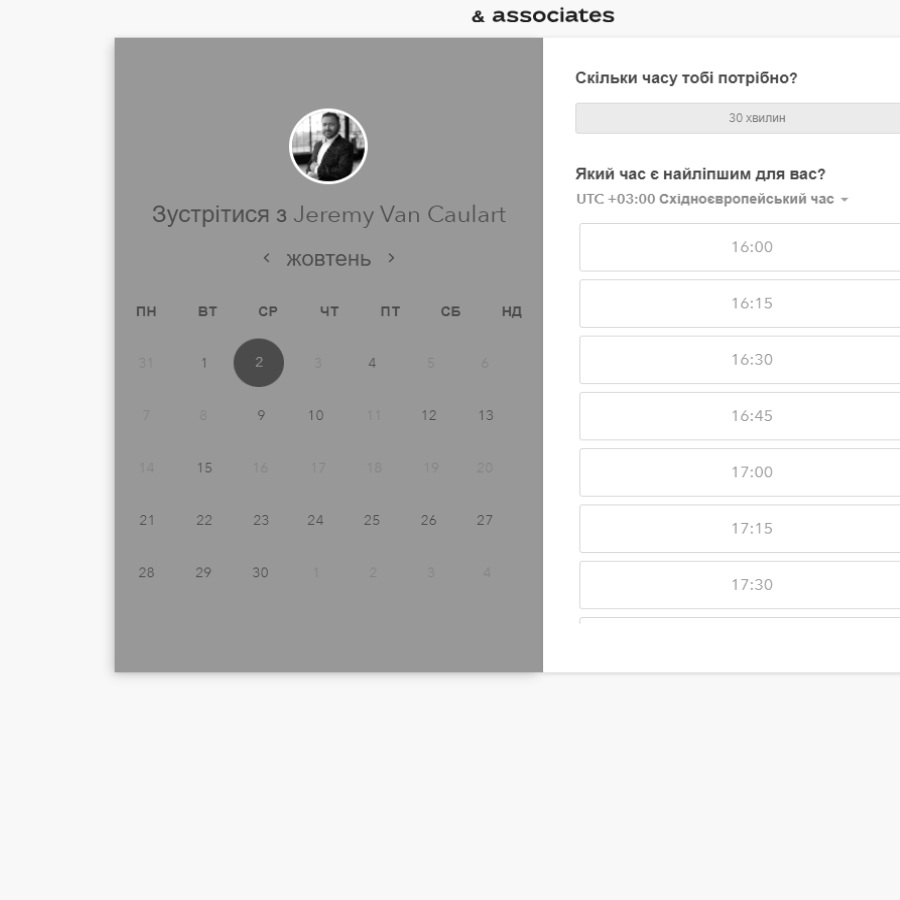 & associates
Зустрітися з Jeremy Van Caulart
‹ жовтень ›
ПН ВТ СР ЧТ ПТ СБ НД
31 1 2 3 4 5 6
7 8 9 10 11 12 13
14 15 16 17 18 19 20
21 22 23 24 25 26 27
28 29 30 1 2 3 4
Скільки часу тобі потрібно?
30 хвилин
Який час є найліпшим для вас?
UTC +03:00 Східноєвропейський час
16:00
16:15
16:30
16:45
17:00
17:15
17:30